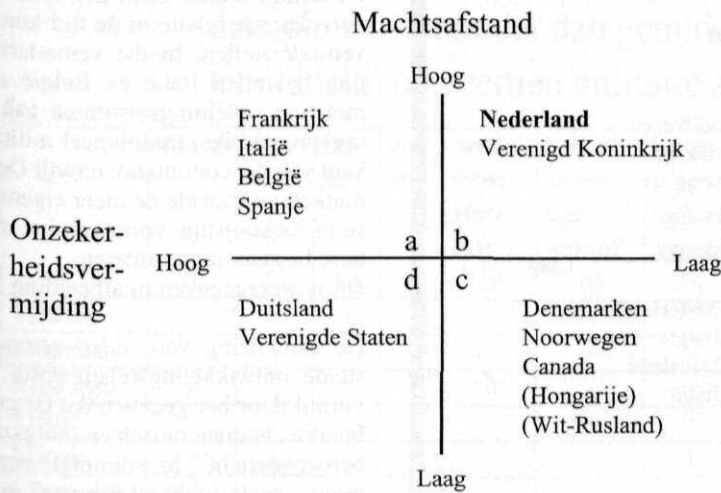 Machtsafstand
Hoog
Frankrijk
Italië
België
Spanje
Nederland
Verenigd Koninkrijk
Onzeker-
heidsver-
mijding
Hoog
a
b
d
c
Laag
Duitsland
Verenigde Staten
Denemarken
Noorwegen
Canada
(Hongarije)
(Wit-Rusland)
Laag